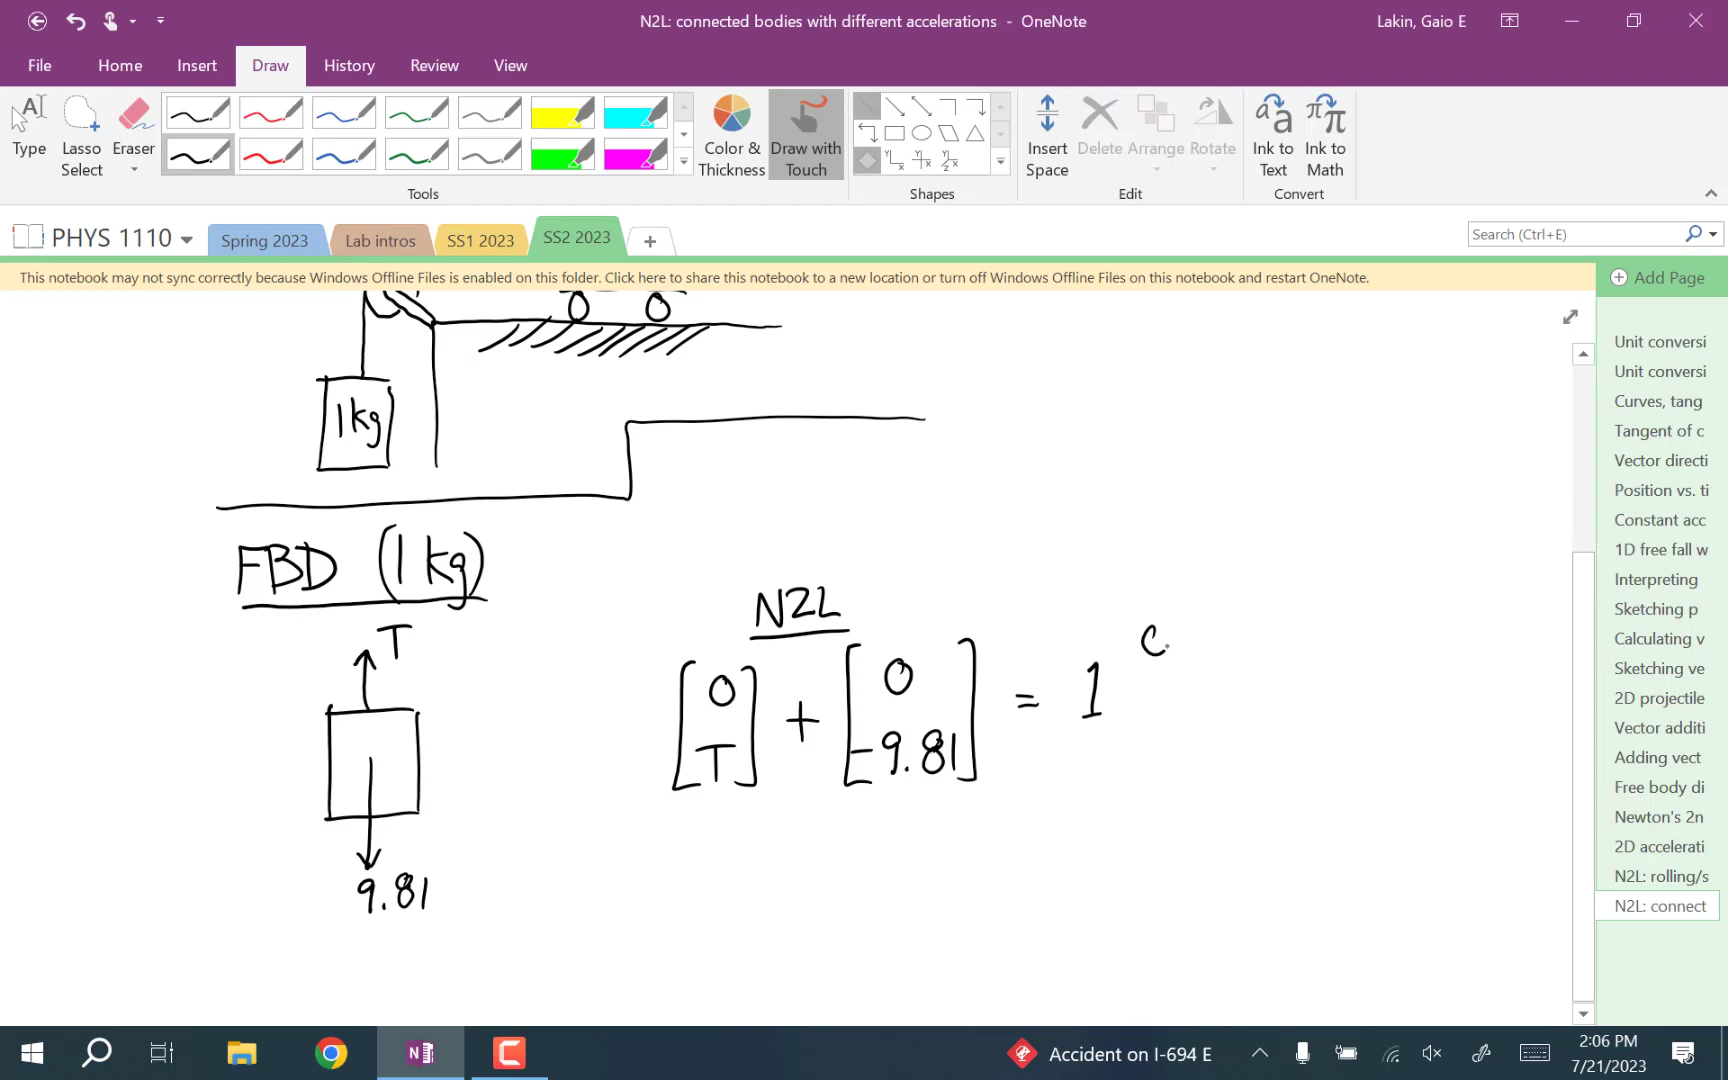 N2L: connected bodies with different accelerations - OneNote
Lakin, Gaio E
File Home Insert Draw History Review View
Type
Lasso Select
Eraser
Color & Thickness
Draw with Touch
Insert Space
Delete
Arrange
Rotate
Ink to Text
Ink to Math
Tools
Shapes
Edit
Convert
PHYS 1110
Spring 2023
Lab intros
SS1 2023
SS2 2023
Search (Ctrl+E)
This notebook may not sync correctly because Windows Offline Files is enabled on this folder. Click here to share this notebook to a new location or turn off Windows Offline Files on this notebook and restart OneNote.
Add Page
Unit conversi
Unit conversi
Curves, tang
Tangent of c
Vector directi
Position vs. ti
Constant acc
1D free fall w
Interpreting
Sketching p
Calculating v
Sketching ve
2D projectile
Vector additi
Adding vect
Free body di
Newton's 2n
2D accelerati
N2L: rolling/s
N2L: connect
1kg
FBD (1 kg)
T
9.81
N2L
[0 T] + [0 -9.81] = 1
Accident on I-694 E
2:06 PM
7/21/2023